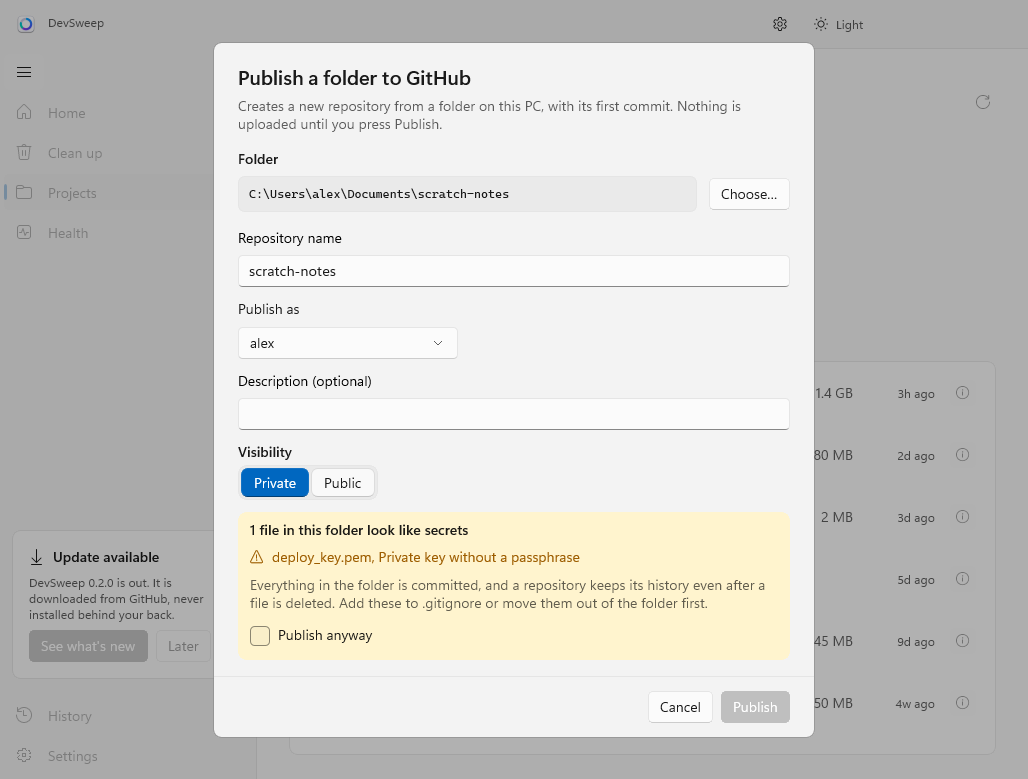 DevSweep
Light
Home
Clean up
Projects
Health
Publish a folder to GitHub
Creates a new repository from a folder on this PC, with its first commit. Nothing is
uploaded until you press Publish.
Folder
C:\Users\alex\Documents\scratch-notes
Choose...
Repository name
scratch-notes
Publish as
alex
Description (optional)
Visibility
Private
Public
1 file in this folder look like secrets
deploy_key.pem, Private key without a passphrase
Everything in the folder is committed, and a repository keeps its history even after a
file is deleted. Add these to .gitignore or move them out of the folder first.
Publish anyway
Cancel
Publish
1.4 GB
3h ago
80 MB
2d ago
2 MB
3d ago
5d ago
45 MB
9d ago
50 MB
4w ago
Update available
DevSweep 0.2.0 is out. It is
downloaded from GitHub, never
installed behind your back.
See what's new
Later
History
Settings